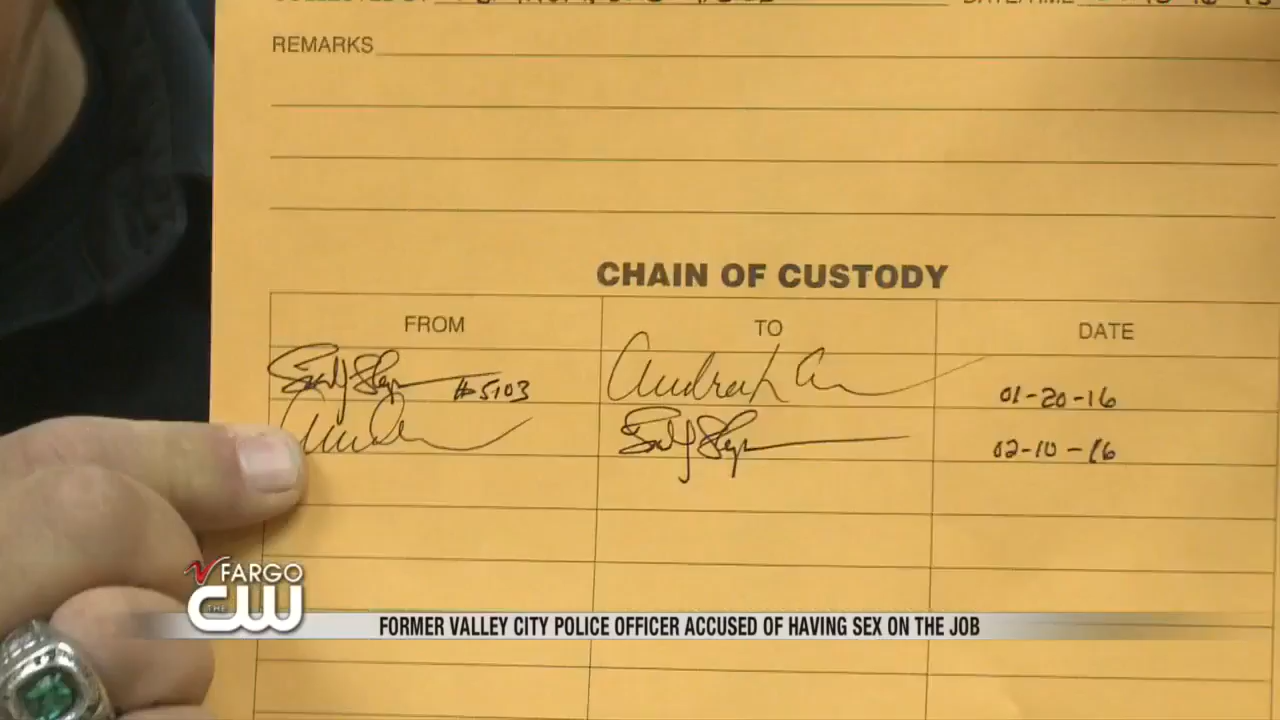 REMARKS
CHAIN OF CUSTODY
FROM TO DATE
#5103 01-20-16
02-10-16
FARGO
THE CW
FORMER VALLEY CITY POLICE OFFICER ACCUSED OF HAVING SEX ON THE JOB